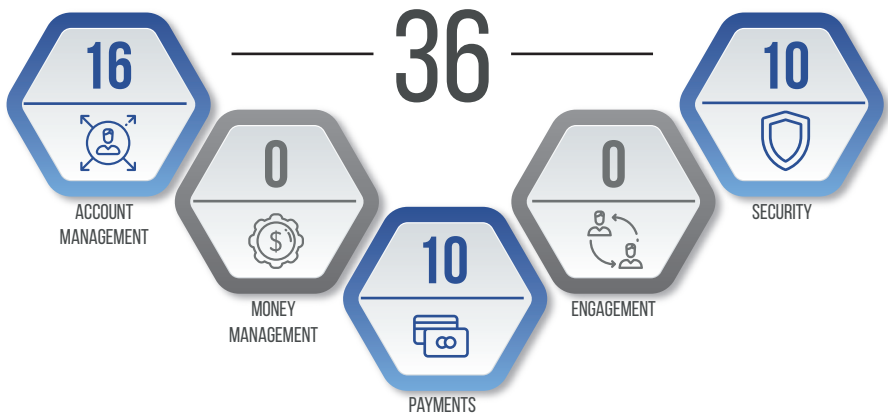 36
16
ACCOUNT
MANAGEMENT
0
$
MONEY
MANAGEMENT
10
PAYMENTS
0
ENGAGEMENT
10
SECURITY